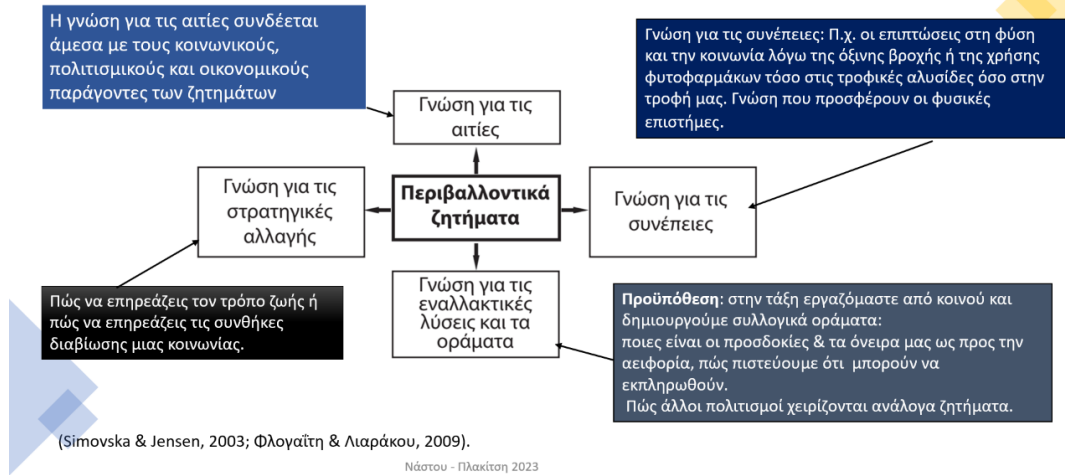 Η γνώση για τις αιτίες συνδέεται
άμεσα με τους κοινωνικούς,
πολιτισμικούς και οικονομικούς
παράγοντες των ζητημάτων
Γνώση για τις συνέπειες: Π.χ. οι επιπτώσεις στη φύση
και την κοινωνία λόγω της όξινης βροχής ή της χρήσης
φυτοφαρμάκων τόσο στις τροφικές αλυσίδες όσο στην
τροφή μας. Γνώση που προσφέρουν οι φυσικές
επιστήμες.
Γνώση για τις
αιτίες
Γνώση για τις
στρατηγικές
αλλαγής
Περιβαλλοντικά
ζητήματα
Γνώση για τις
συνέπειες
Γνώση για τις
εναλλακτικές
λύσεις και τα
οράματα
Πώς να επηρεάζεις τον τρόπο ζωής ή
πώς να επηρεάζεις τις συνθήκες
διαβίωσης μιας κοινωνίας.
Προϋπόθεση: στην τάξη εργαζόμαστε από κοινού και
δημιουργούμε συλλογικά οράματα:
ποιες είναι οι προσδοκίες & τα όνειρα μας ως προς την
αειφορία, πώς πιστεύουμε ότι μπορούν να
εκπληρωθούν.
Πώς άλλοι πολιτισμοί χειρίζονται ανάλογα ζητήματα.
(Simovska & Jensen, 2003; Φλογαΐτη & Λιαράκου, 2009).
Νάστου - Πλακίτση 2023